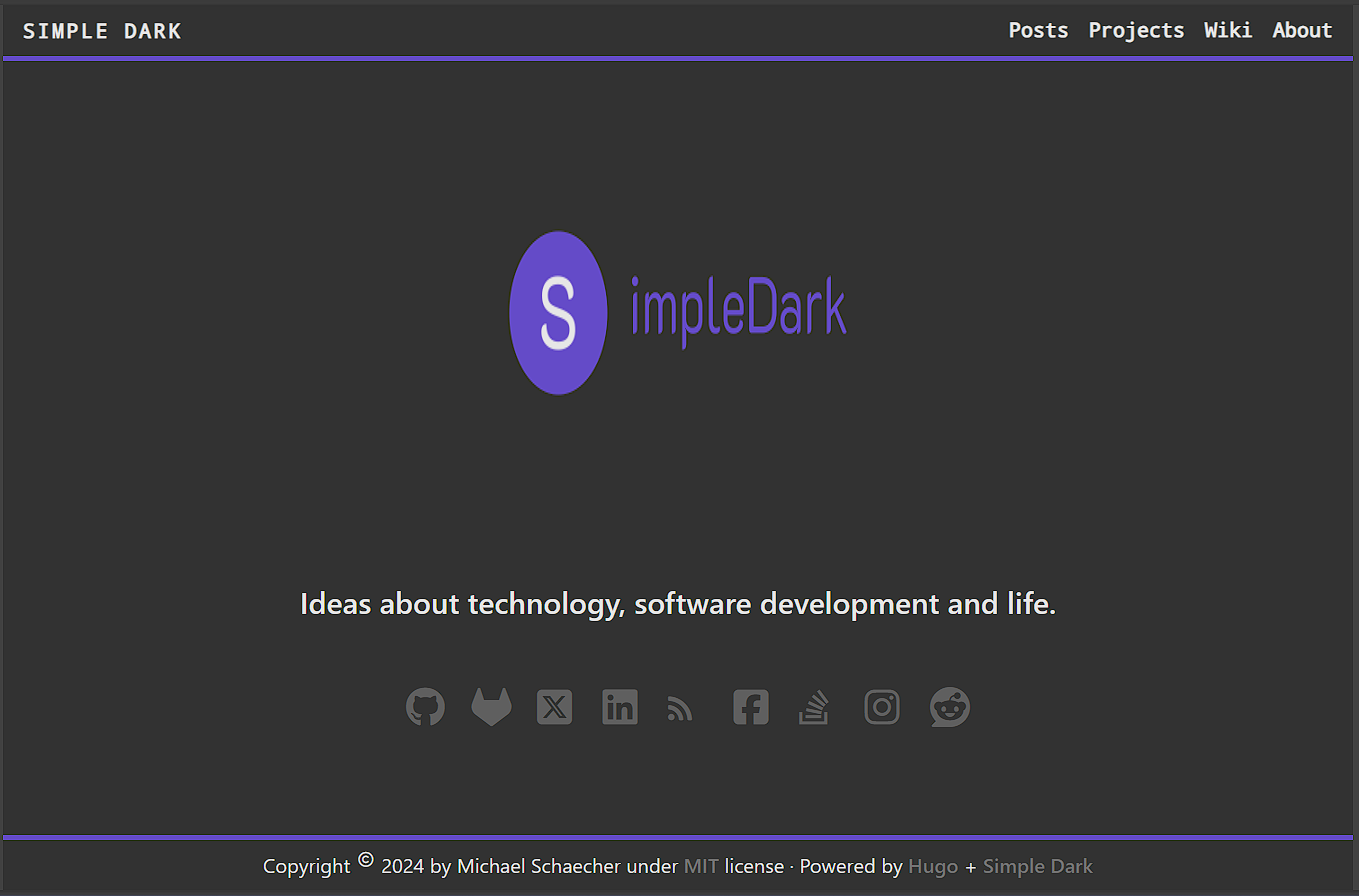 SIMPLE DARK Posts Projects Wiki About
S impleDark
Ideas about technology, software development and life.
Copyright © 2024 by Michael Schaecher under MIT license · Powered by Hugo + Simple Dark